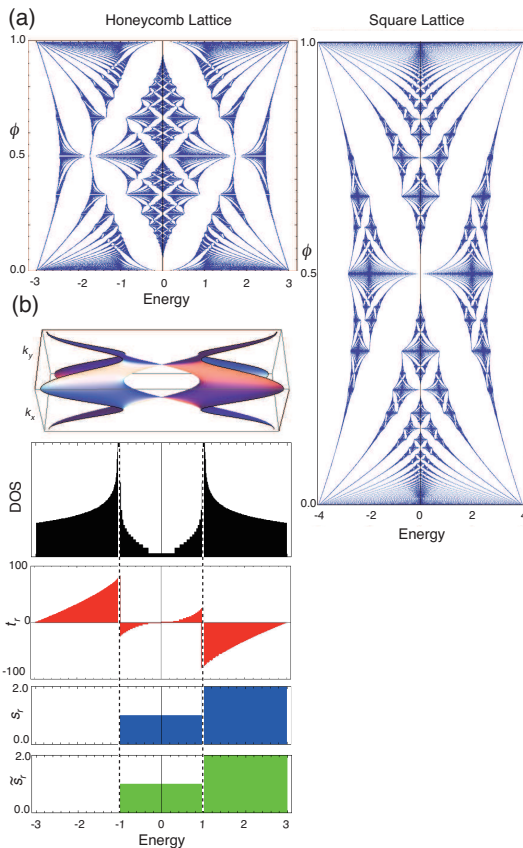 (a)
Honeycomb Lattice
Square Lattice
1.0
ϕ
0.5
0.0
-3 -2 -1 0 1 2 3
Energy
1.0
ϕ
0.5
0.0
-4 -2 0 2 4
Energy
(b)
k_y
k_x
DOS
100
t_r
0
-100
2.0
s_r
0.0
2.0
s̃_r
0.0
-3 -2 -1 0 1 2 3
Energy